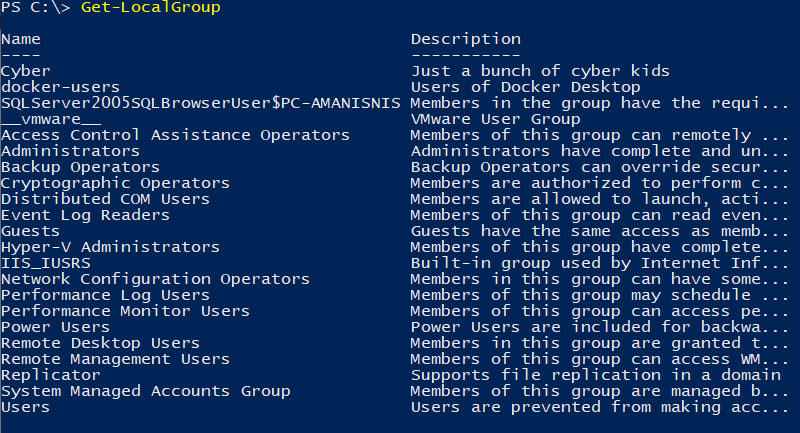 PS C:\> Get-LocalGroup
Name Description
---- -----------
Cyber Just a bunch of cyber kids
docker-users Users of Docker Desktop
SQLServer2005SQLBrowserUser$PC-AMANISNIS Members in the group have the requi...
__vmware__ VMware User Group
Access Control Assistance Operators Members of this group can remotely ...
Administrators Administrators have complete and un...
Backup Operators Backup Operators can override secur...
Cryptographic Operators Members are authorized to perform c...
Distributed COM Users Members are allowed to launch, acti...
Event Log Readers Members of this group can read even...
Guests Guests have the same access as memb...
Hyper-V Administrators Members of this group have complete...
IIS_IUSRS Built-in group used by Internet Inf...
Network Configuration Operators Members in this group can have some...
Performance Log Users Members of this group may schedule ...
Performance Monitor Users Members of this group can access pe...
Power Users Power Users are included for backwa...
Remote Desktop Users Members in this group are granted t...
Remote Management Users Members of this group can access WM...
Replicator Supports file replication in a domain
System Managed Accounts Group Members of this group are managed b...
Users Users are prevented from making acc...